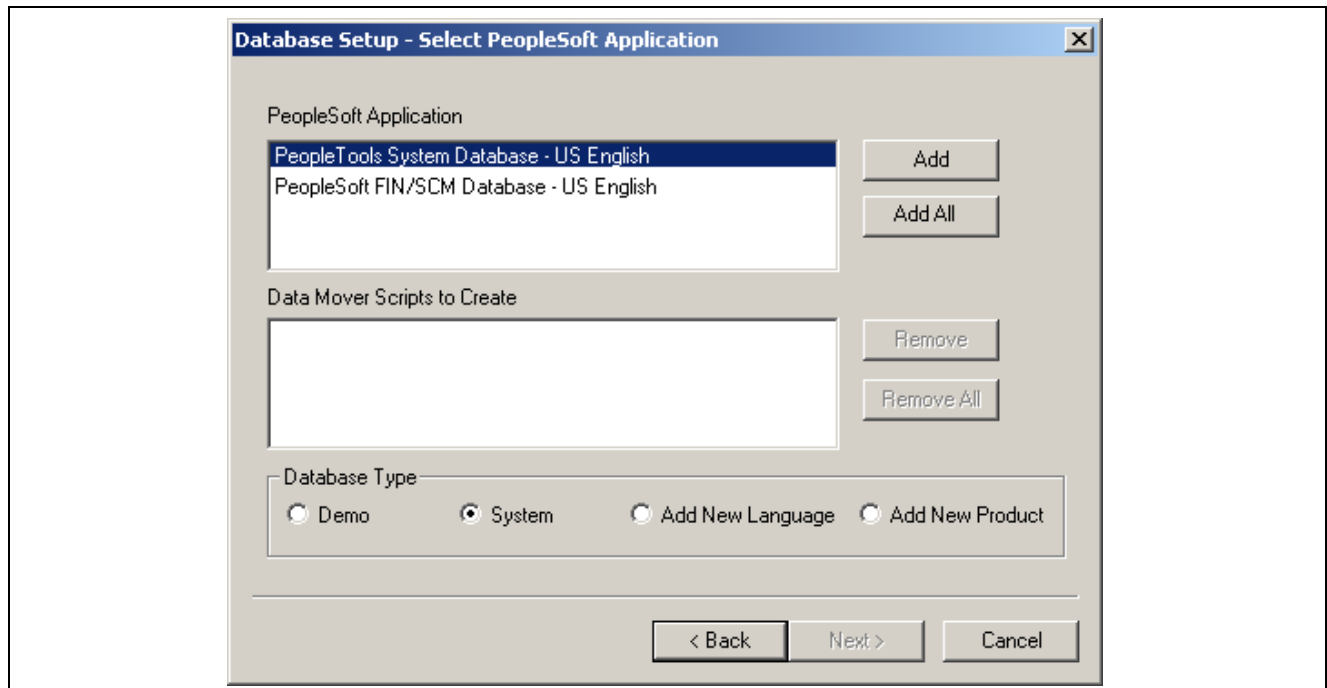 Database Setup - Select PeopleSoft Application
PeopleSoft Application
PeopleTools System Database - US English
PeopleSoft FIN/SCM Database - US English
Add
Add All
Data Mover Scripts to Create
Remove
Remove All
Database Type
Demo System Add New Language Add New Product
< Back Next > Cancel